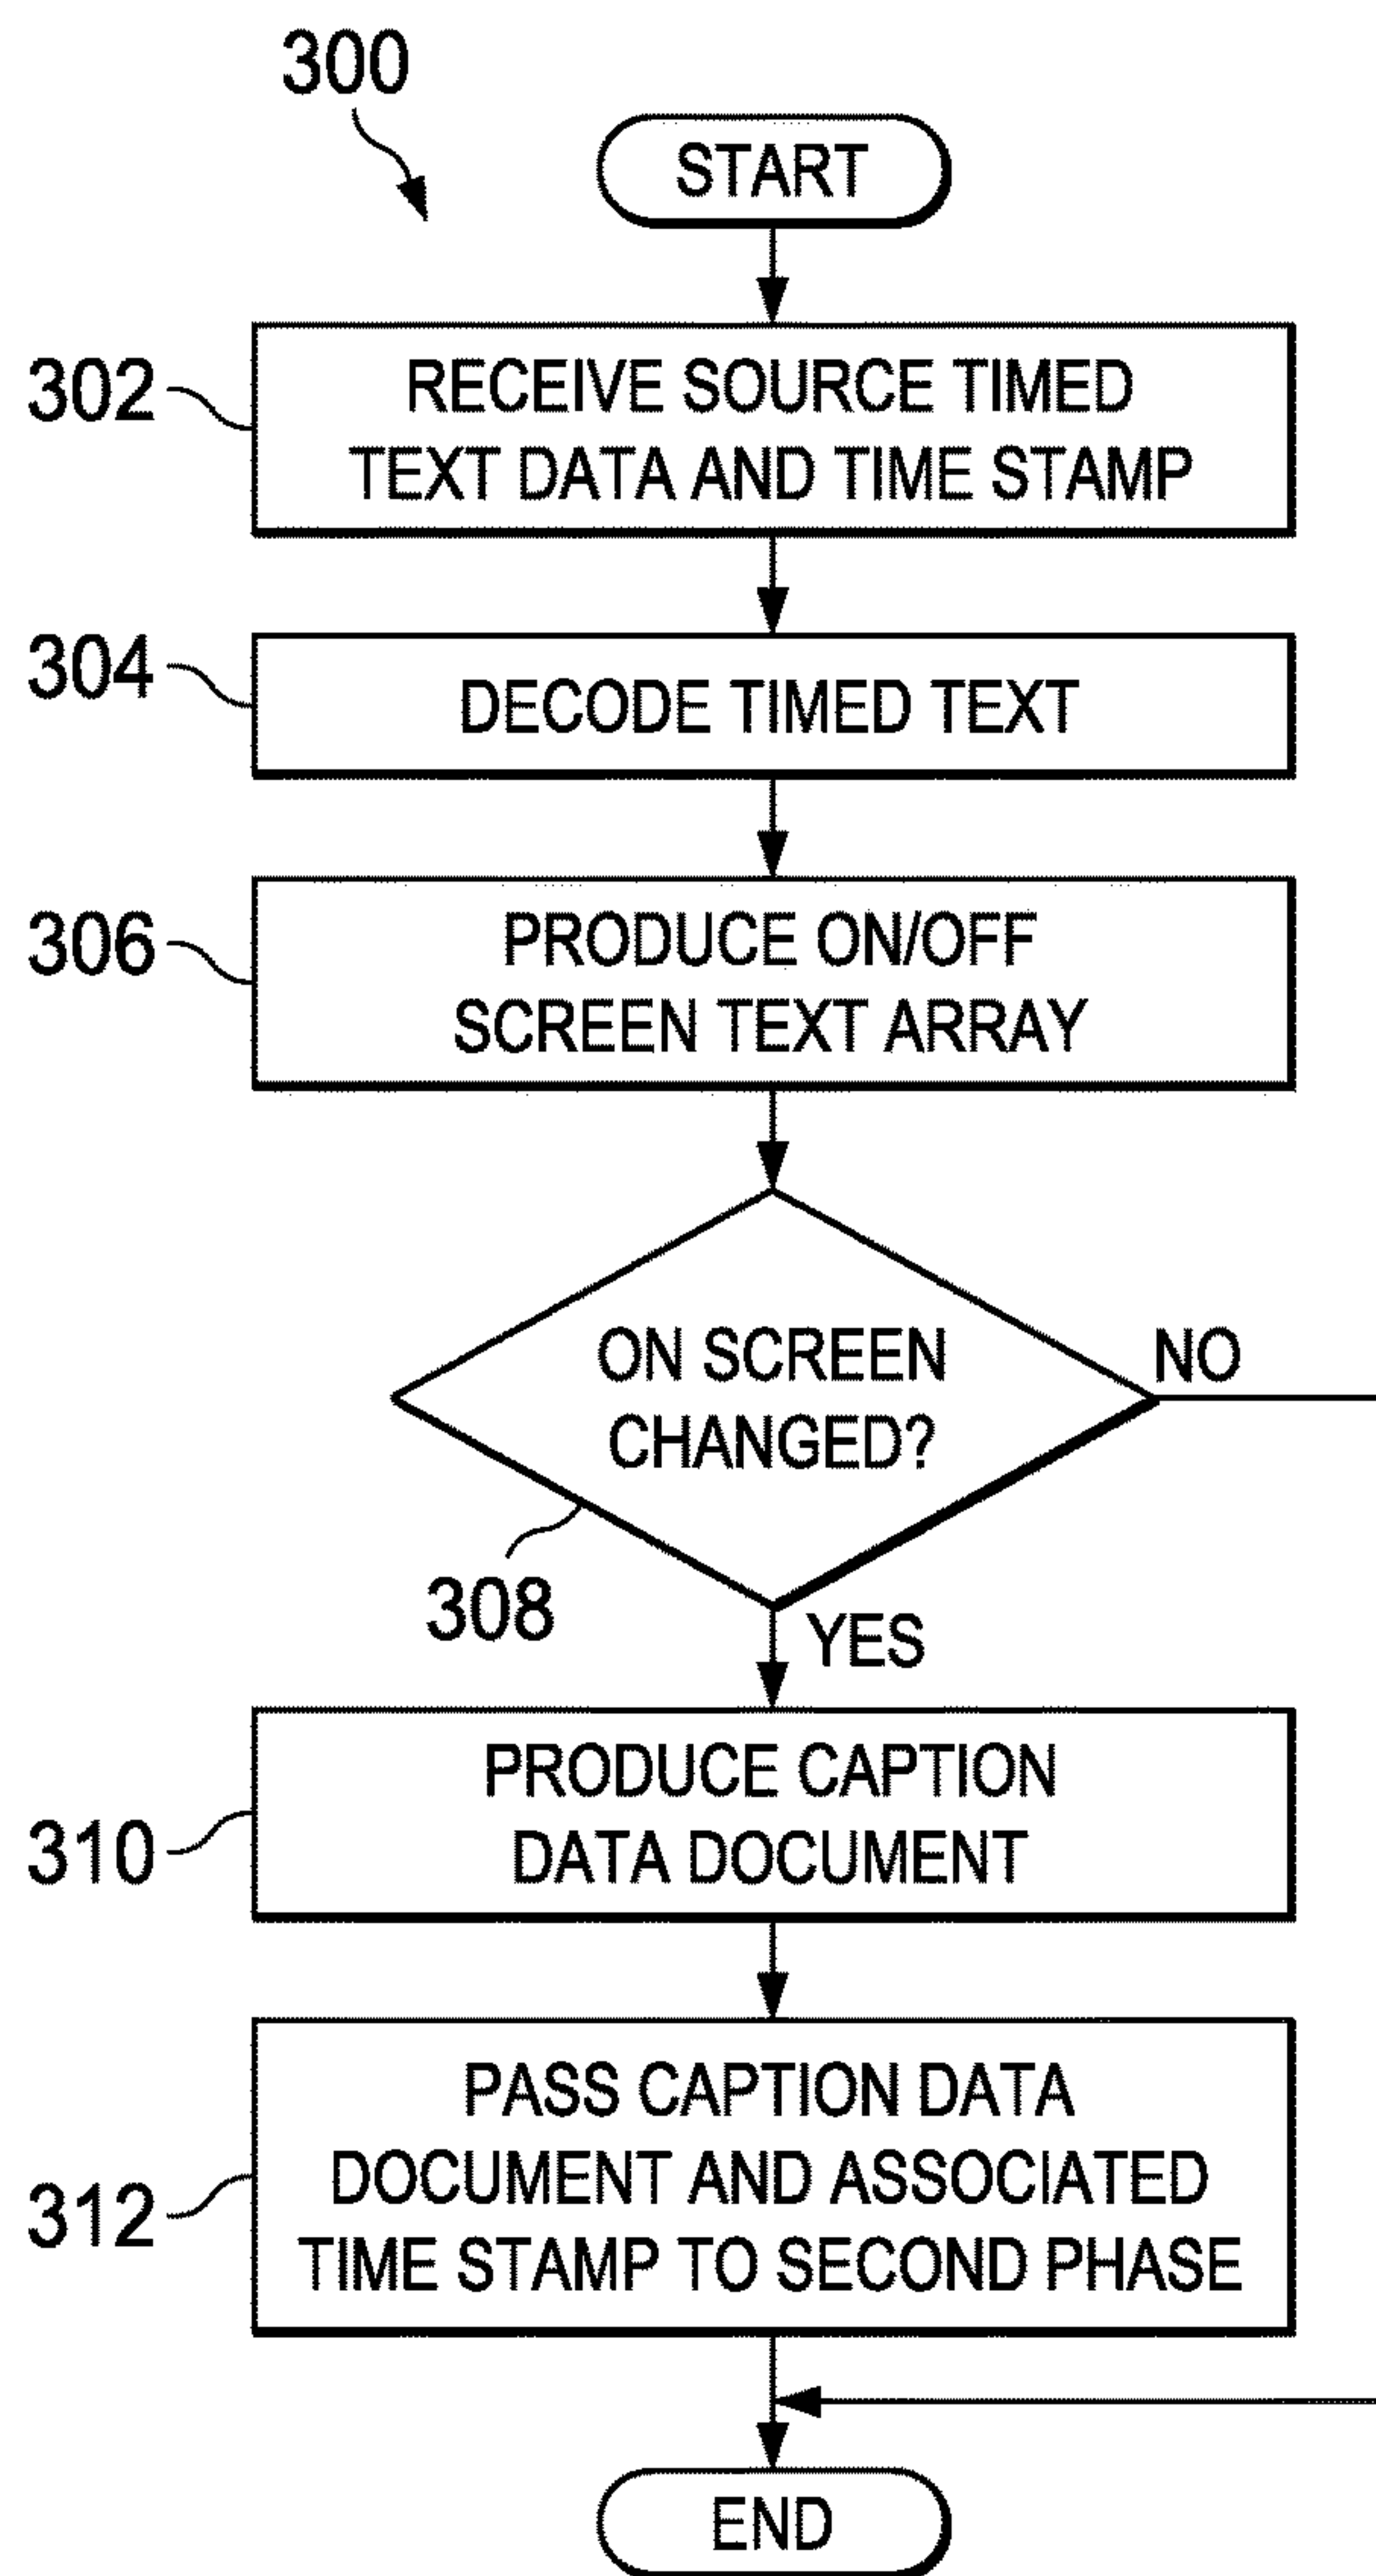 300
START
302
RECEIVE SOURCE TIMED
TEXT DATA AND TIME STAMP
304
DECODE TIMED TEXT
306
PRODUCE ON/OFF
SCREEN TEXT ARRAY
ON SCREEN
CHANGED?
NO
308
YES
310
PRODUCE CAPTION
DATA DOCUMENT
312
PASS CAPTION DATA
DOCUMENT AND ASSOCIATED
TIME STAMP TO SECOND PHASE
END